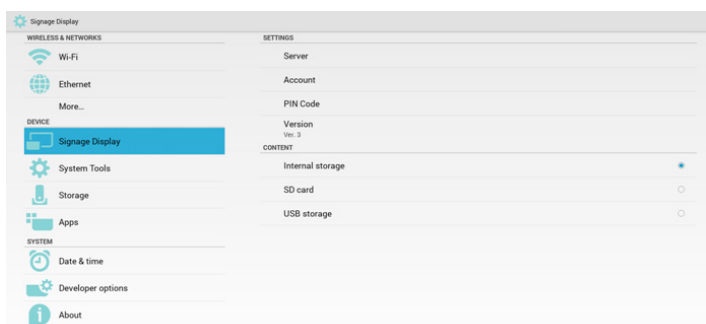 Signage Display
WIRELESS & NETWORKS
Wi-Fi
Ethernet
More...
DEVICE
Signage Display
System Tools
Storage
Apps
SYSTEM
Date & time
Developer options
About
SETTINGS
Server
Account
PIN Code
Version
Ver. 3
CONTENT
Internal storage
SD card
USB storage